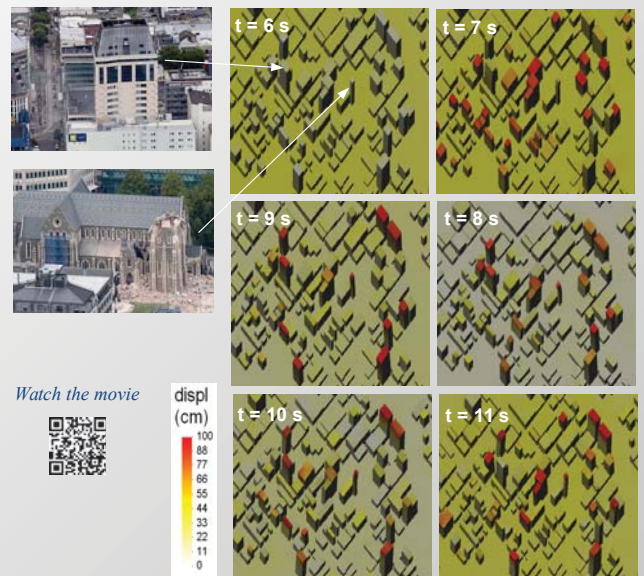 t = 6 s
t = 7 s
t = 9 s
t = 8 s
Watch the movie
displ
(cm)
100
88
77
66
55
44
33
22
11
0
t = 10 s
t = 11 s